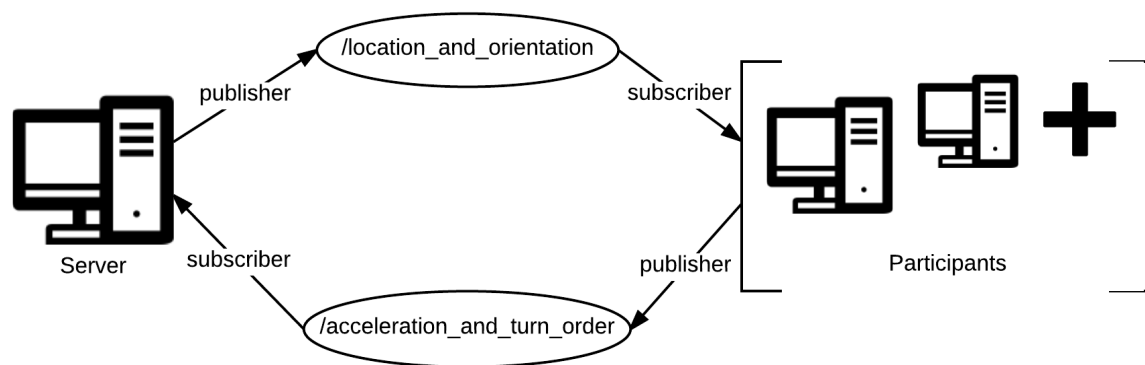 /location_and_orientation
publisher
subscriber
Server
subscriber
publisher
Participants
/acceleration_and_turn_order